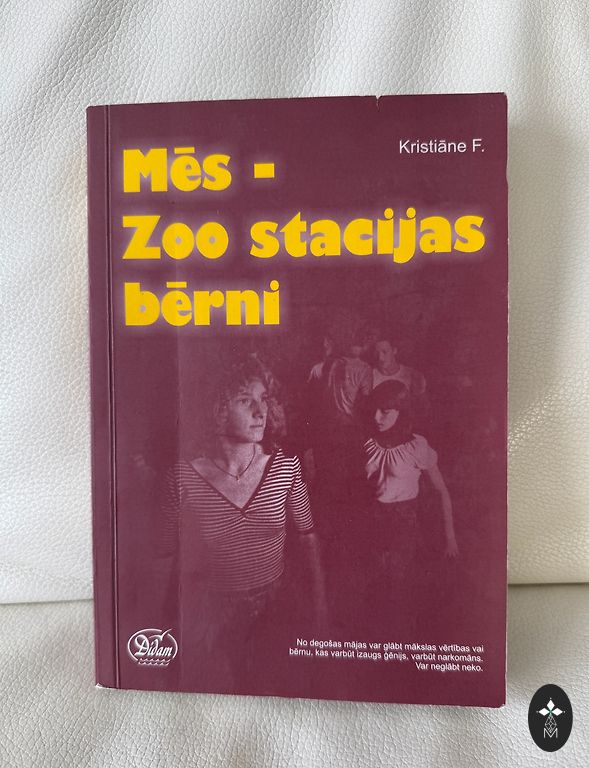 Kristiāne F.
Mēs -
Zoo stacijas
bērni
Didam
No degošas mājas var glābt mākslas vērtības vai
bērnu, kas varbūt izaugs ģēnijs, varbūt narkomāns.
Var neglābt neko.
M